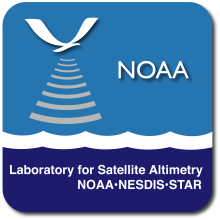 NOAA
Laboratory for Satellite Altimetry
NOAA•NESDIS•STAR